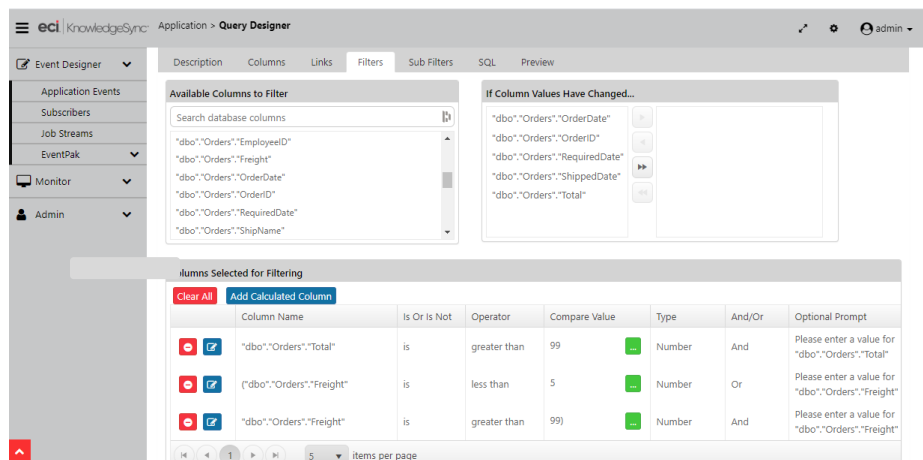 eci KnowledgeSync Application > Query Designer admin
Event Designer
Application Events
Subscribers
Job Streams
EventPak
Monitor
Admin
Description Columns Links Filters Sub Filters SQL Preview
Available Columns to Filter
Search database columns
"dbo"."Orders"."EmployeeID"
"dbo"."Orders"."Freight"
"dbo"."Orders"."OrderDate"
"dbo"."Orders"."OrderID"
"dbo"."Orders"."RequiredDate"
"dbo"."Orders"."ShipName"
If Column Values Have Changed...
"dbo"."Orders"."OrderDate"
"dbo"."Orders"."OrderID"
"dbo"."Orders"."RequiredDate"
"dbo"."Orders"."ShippedDate"
"dbo"."Orders"."Total"
olumns Selected for Filtering
Clear All Add Calculated Column
Column Name Is Or Is Not Operator Compare Value Type And/Or Optional Prompt
"dbo"."Orders"."Total" is greater than 99 ... Number And Please enter a value for
"dbo"."Orders"."Total"
("dbo"."Orders"."Freight" is less than 5 ... Number Or Please enter a value for
"dbo"."Orders"."Freight"
"dbo"."Orders"."Freight" is greater than 99) ... Number And Please enter a value for
"dbo"."Orders"."Freight"
1 5 items per page